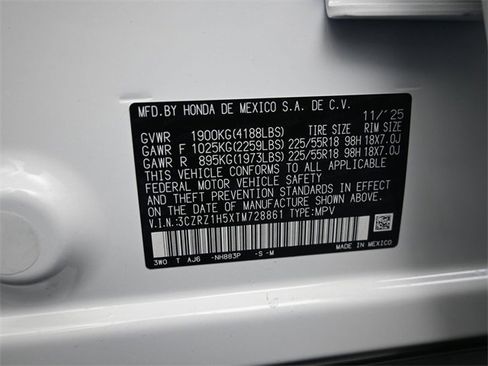 MFD.BY HONDA DE MEXICO S.A. DE C.V. 11/'25
GVWR 1900KG(4188LBS) TIRE SIZE RIM SIZE
GAWR F 1025KG(2259LBS) 225/55R18 98H 18X7.0J
GAWR R 895KG(1973LBS) 225/55R18 98H 18X7.0J
THIS VEHICLE CONFORMS TO ALL APPLICABLE
FEDERAL MOTOR VEHICLE SAFETY, BUMPER,
AND THEFT PREVENTION STANDARDS IN EFFECT
ON THE DATE OF MANUFACTURE SHOWN ABOVE.
V.I.N.:3CZRZ1H5XTM728861 TYPE:MPV
3W0 T AJ6 -NH883P -S -M MADE IN MEXICO